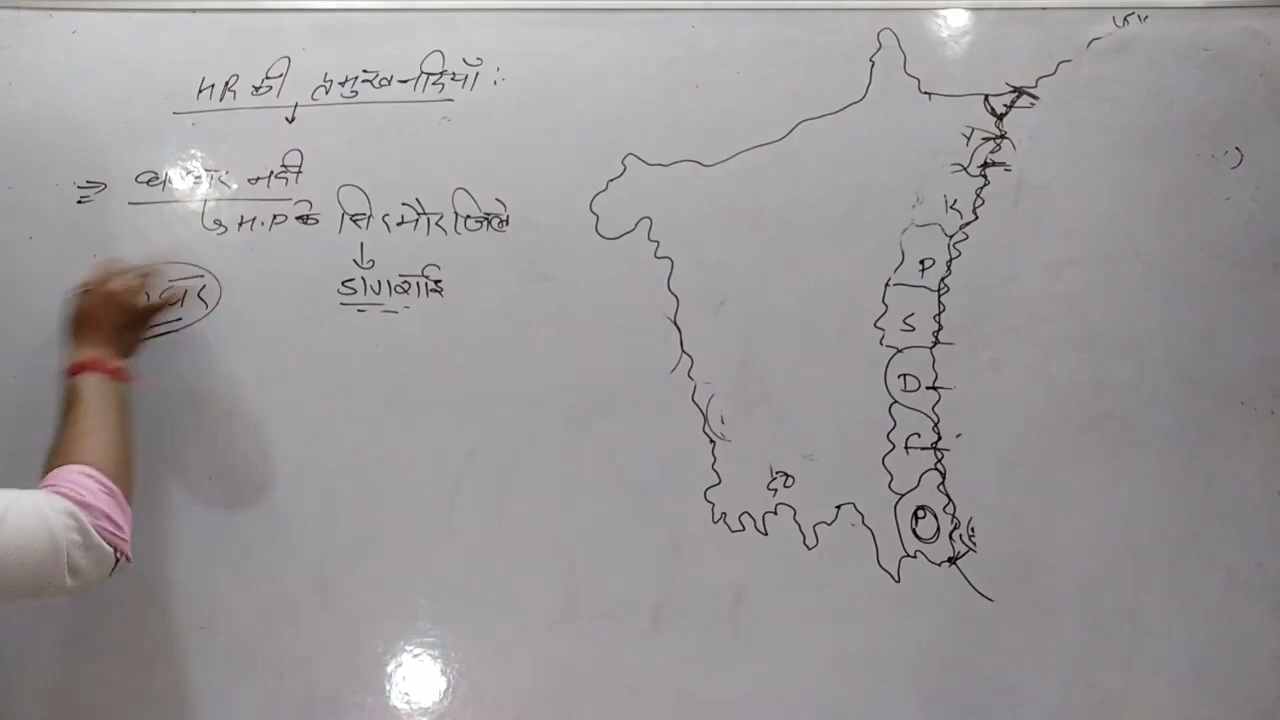 HR की प्रमुख नदियाँ :
नदी
H.P के सिरमौर जिले
डागशाई
K
P
S
D
P